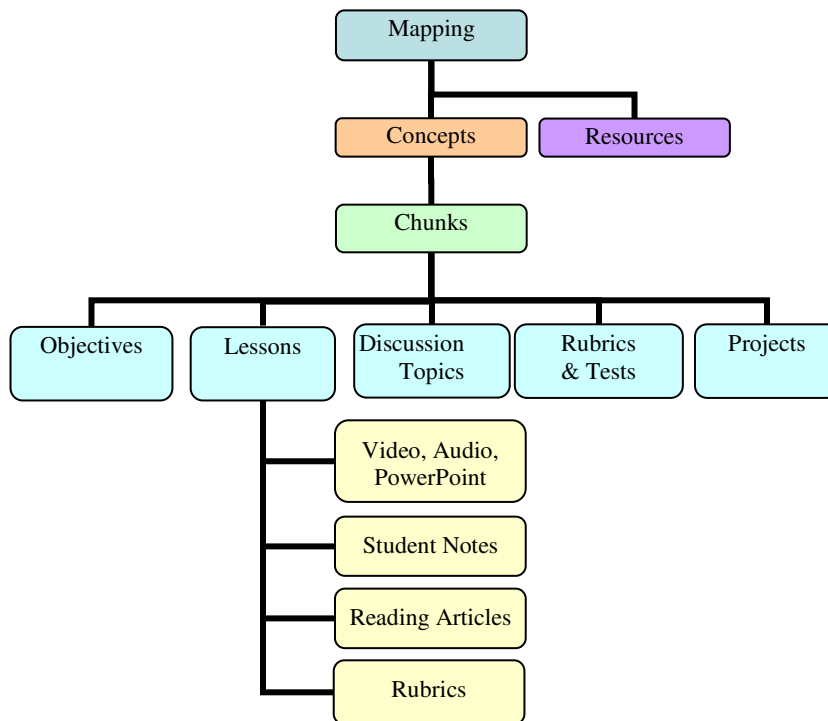 Mapping
Concepts
Resources
Chunks
Objectives
Lessons
Discussion
Topics
Rubrics
& Tests
Projects
Video, Audio,
PowerPoint
Student Notes
Reading Articles
Rubrics